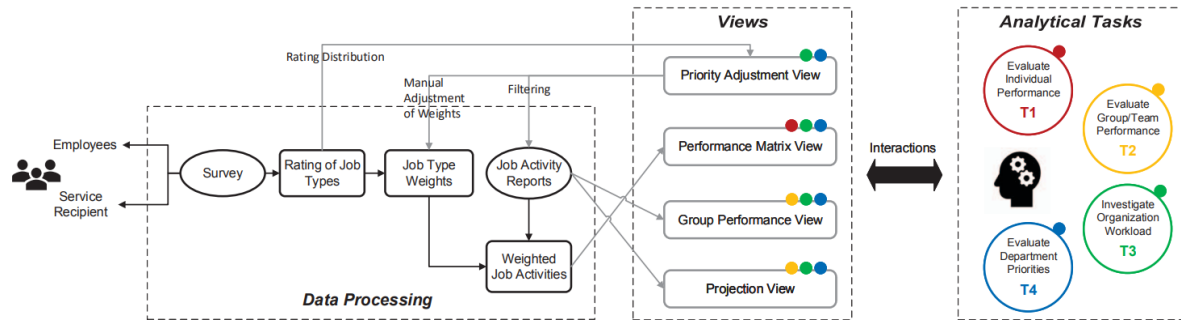 Views
Analytical Tasks
Rating Distribution
Priority Adjustment View
Manual
Adjustment
of Weights
Filtering
Employees
Service
Recipient
Survey
Rating of Job
Types
Job Type
Weights
Job Activity
Reports
Weighted
Job Activities
Data Processing
Performance Matrix View
Group Performance View
Projection View
Interactions
Evaluate
Individual
Performance
T1
Evaluate
Group/Team
Performance
T2
Investigate
Organization
Workload
T3
Evaluate
Department
Priorities
T4